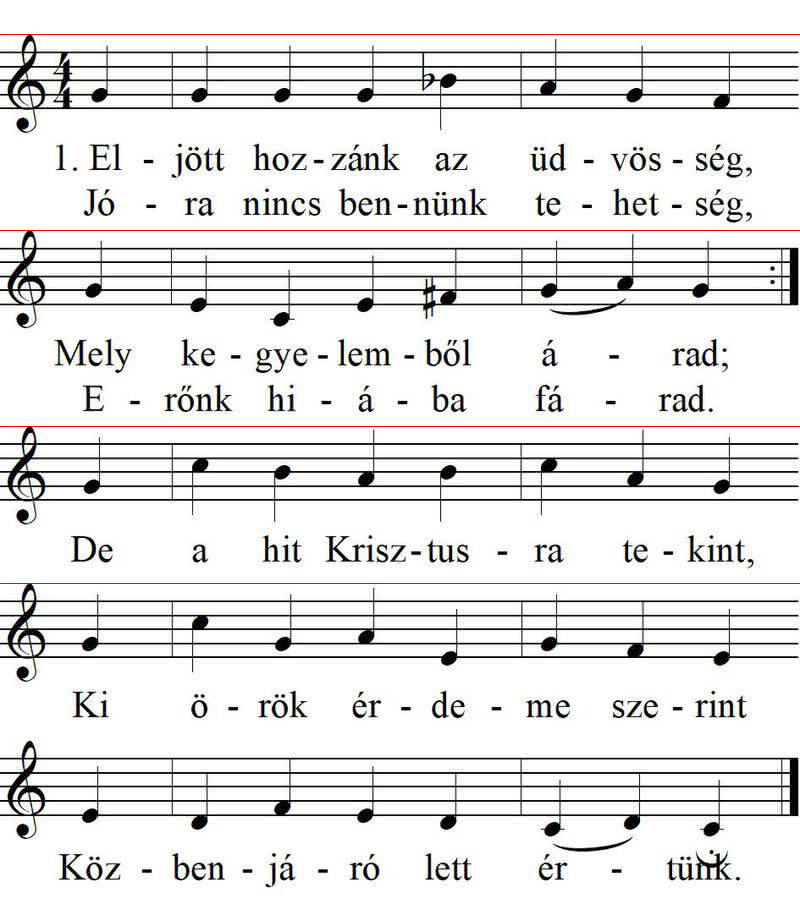 4
4
1. El - jött hoz - zánk az üd - vös - ség,
Jó - ra nincs ben - nünk te - het - ség,
Mely ke - gye - lem - ből á - rad;
E - rőnk hi - á - ba fá - rad.
De a hit Krisz - tus - ra te - kint,
Ki ö - rök ér - de - me sze - rint
Köz - ben - já - ró lett ér - tünk.